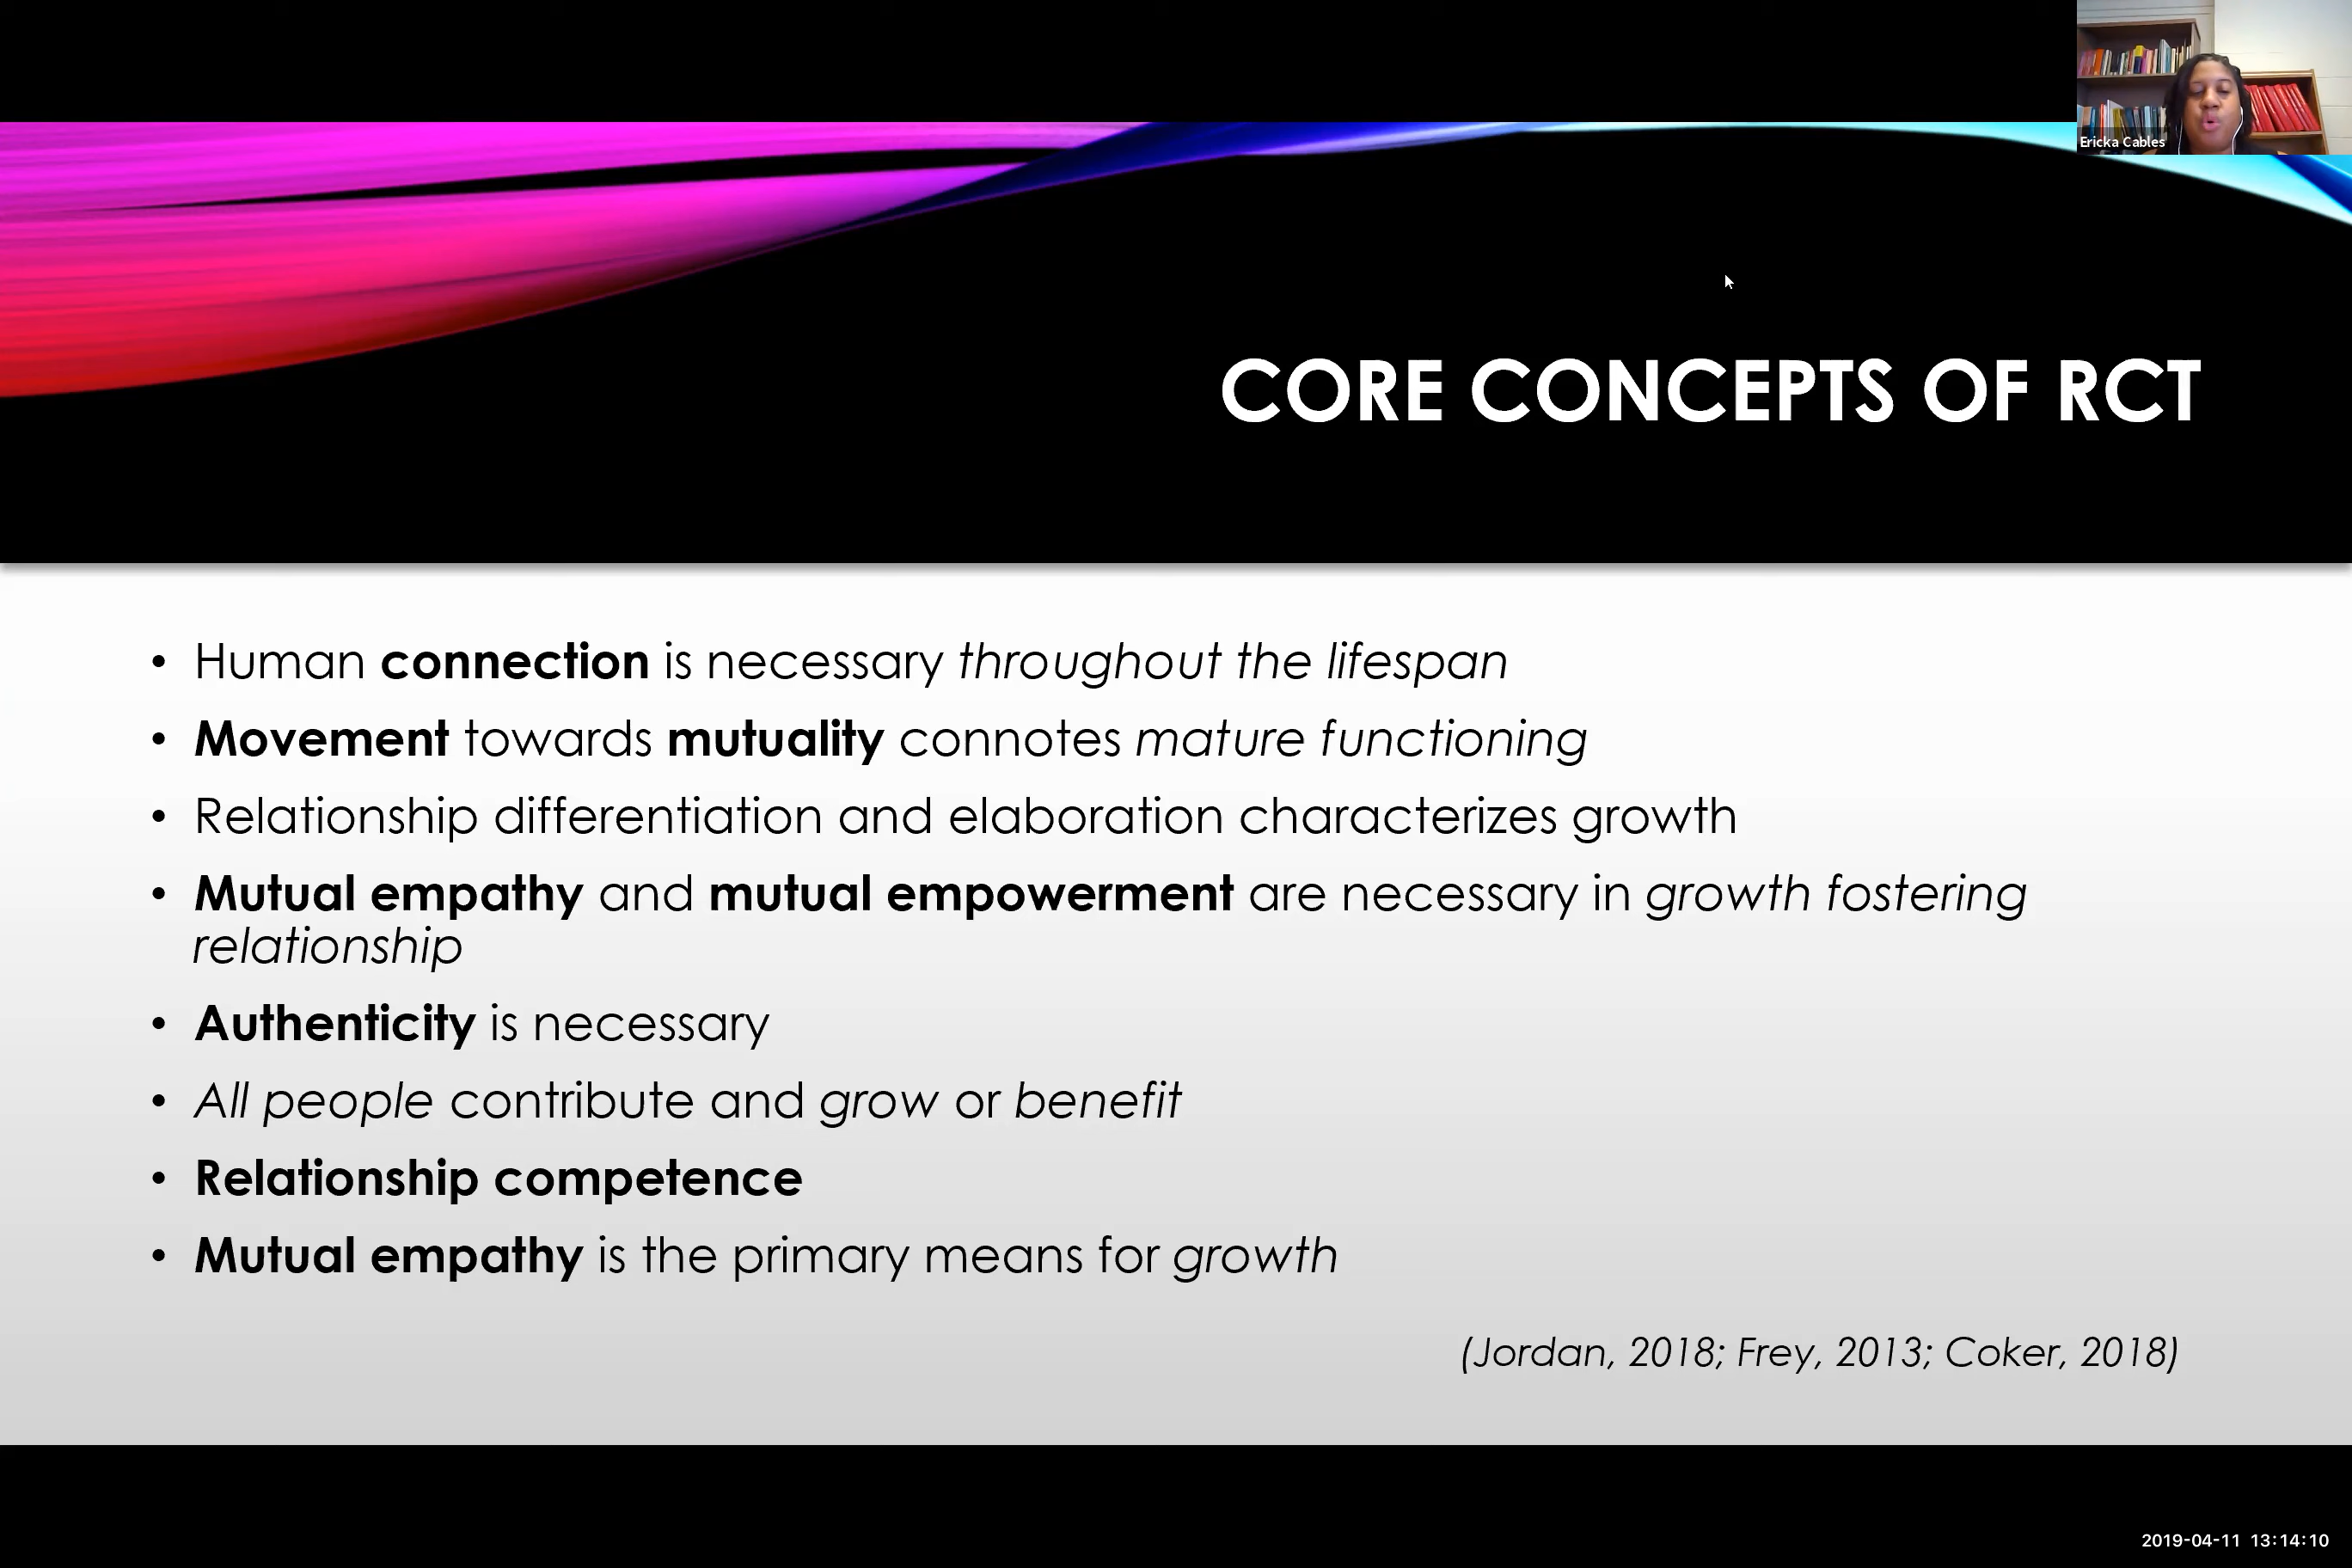 Ericka Cables
CORE CONCEPTS OF RCT
• Human connection is necessary throughout the lifespan
• Movement towards mutuality connotes mature functioning
• Relationship differentiation and elaboration characterizes growth
• Mutual empathy and mutual empowerment are necessary in growth fostering
relationship
• Authenticity is necessary
• All people contribute and grow or benefit
• Relationship competence
• Mutual empathy is the primary means for growth
(Jordan, 2018; Frey, 2013; Coker, 2018)
2019-04-11 13:14:10